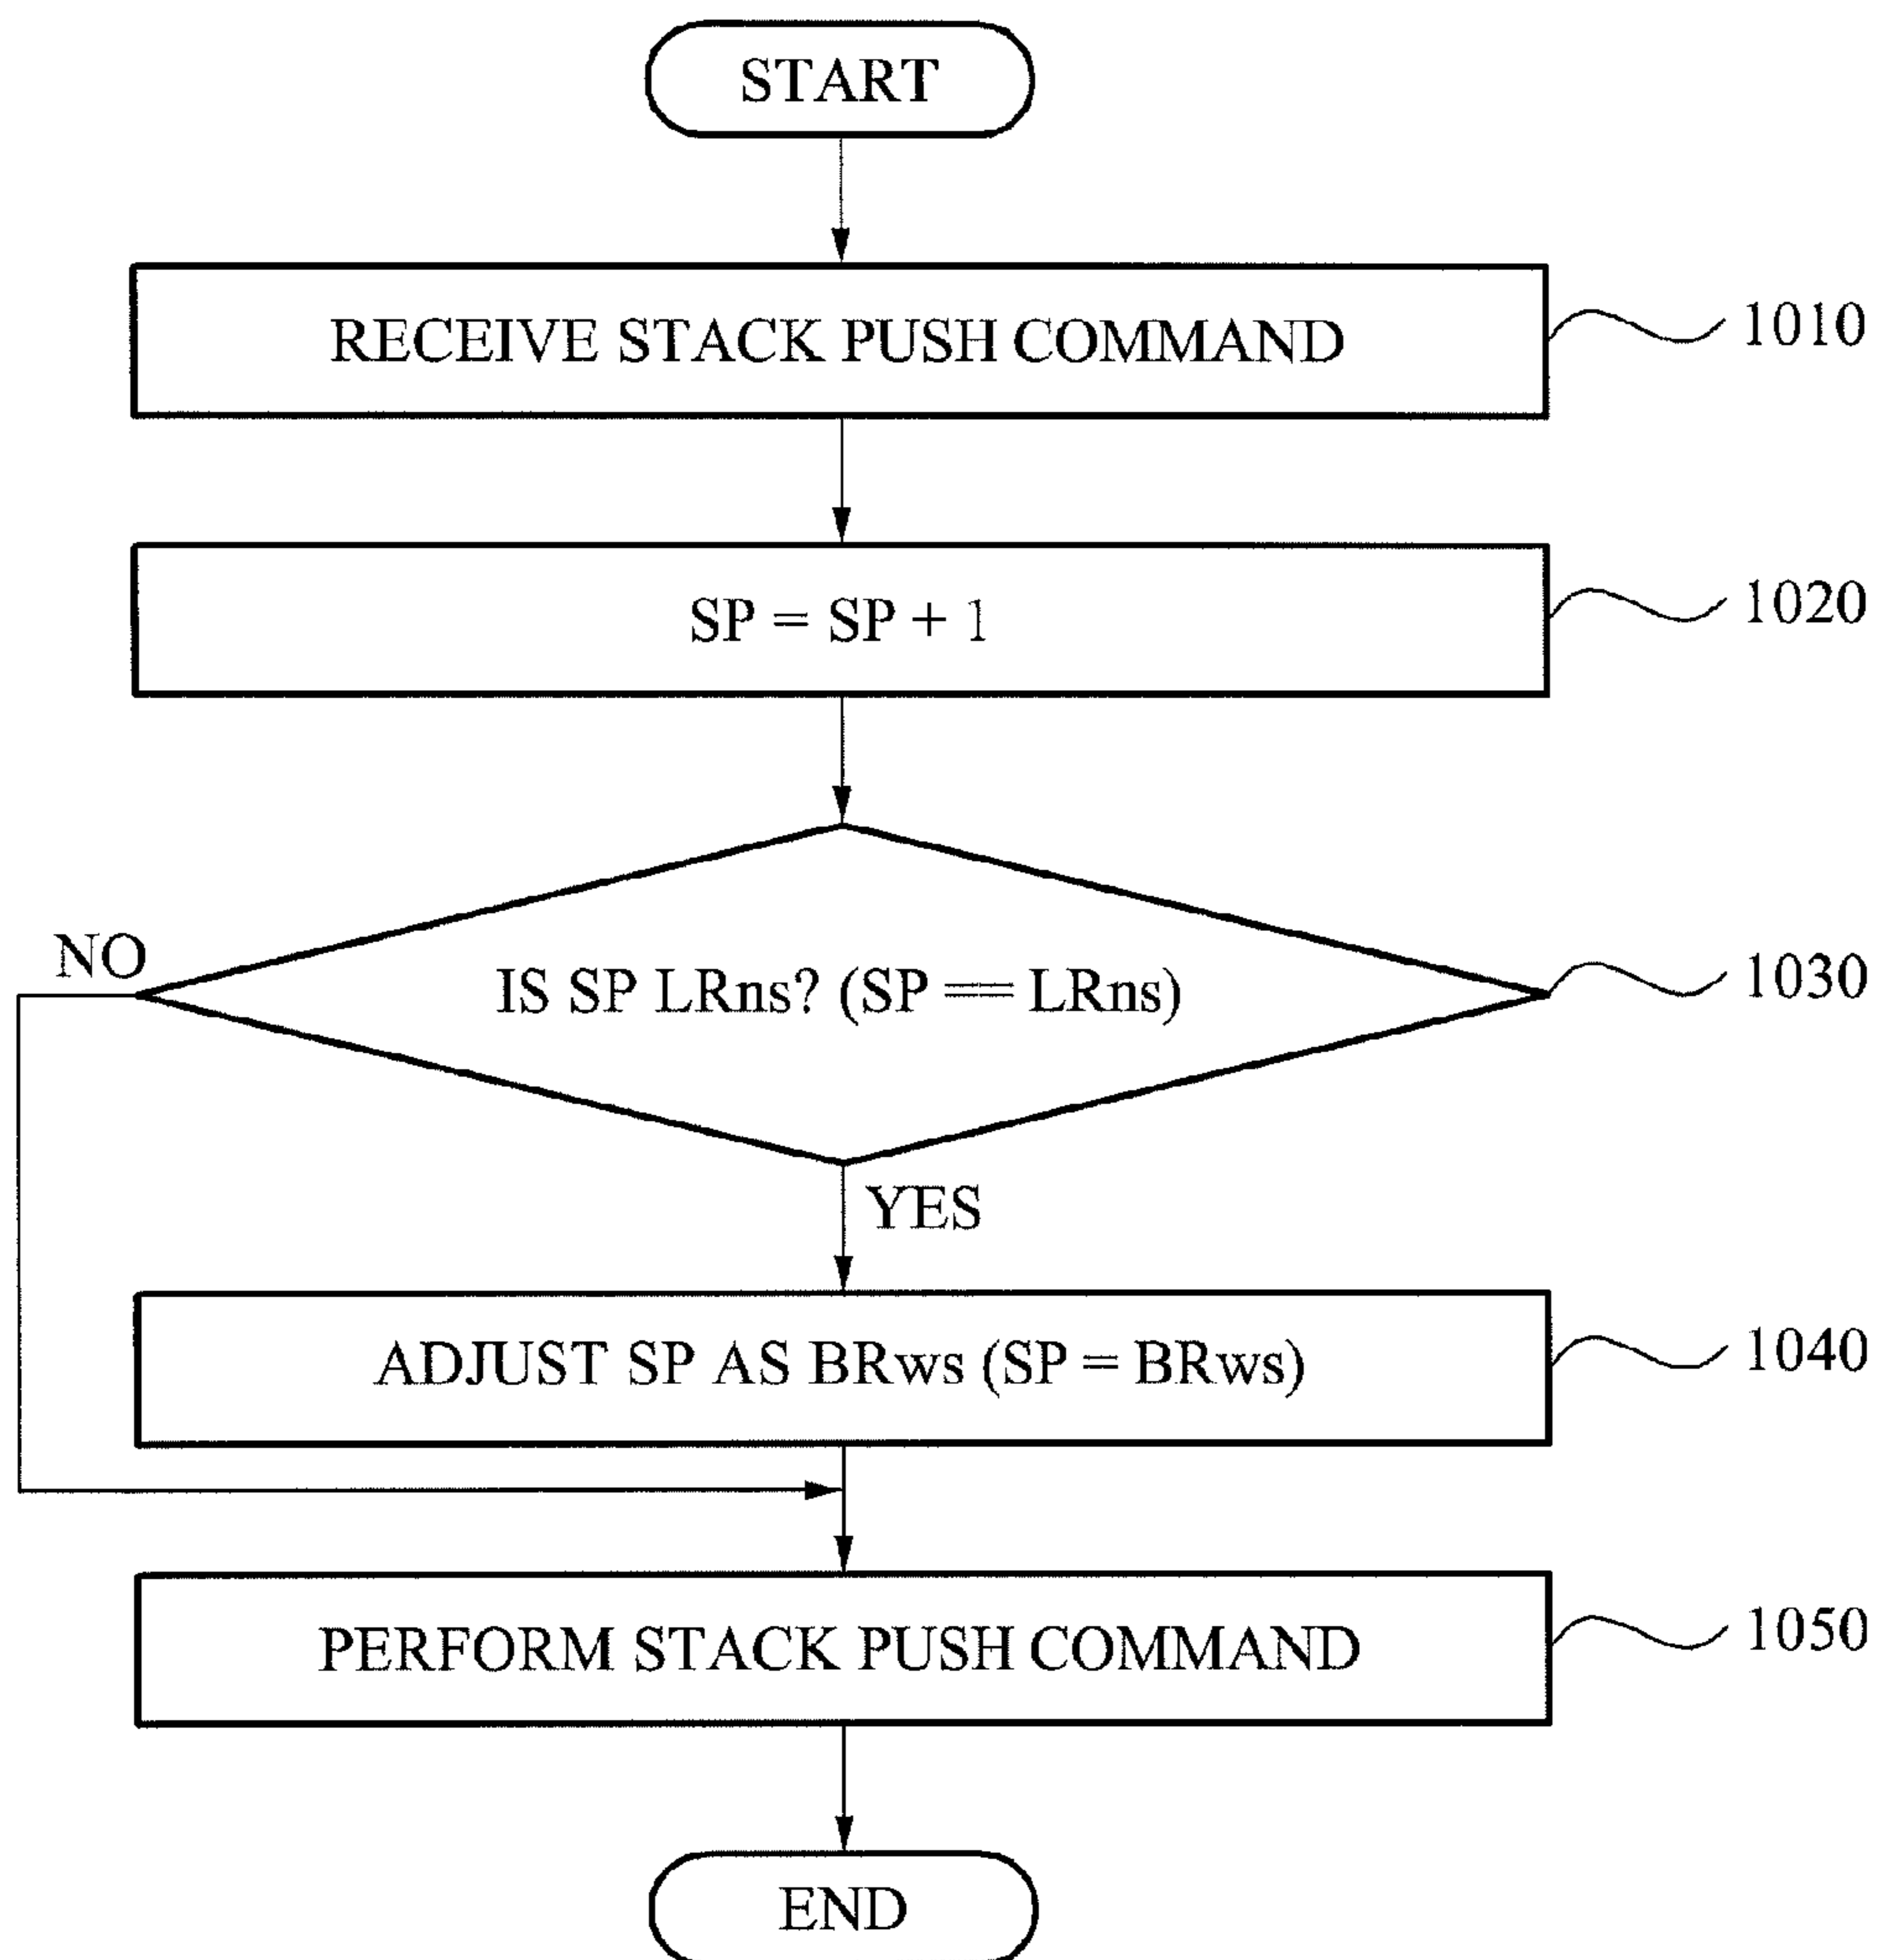 START
RECEIVE STACK PUSH COMMAND
1010
SP = SP + 1
1020
NO
IS SP LRns? (SP == LRns)
1030
YES
ADJUST SP AS BRws (SP = BRws)
1040
PERFORM STACK PUSH COMMAND
1050
END